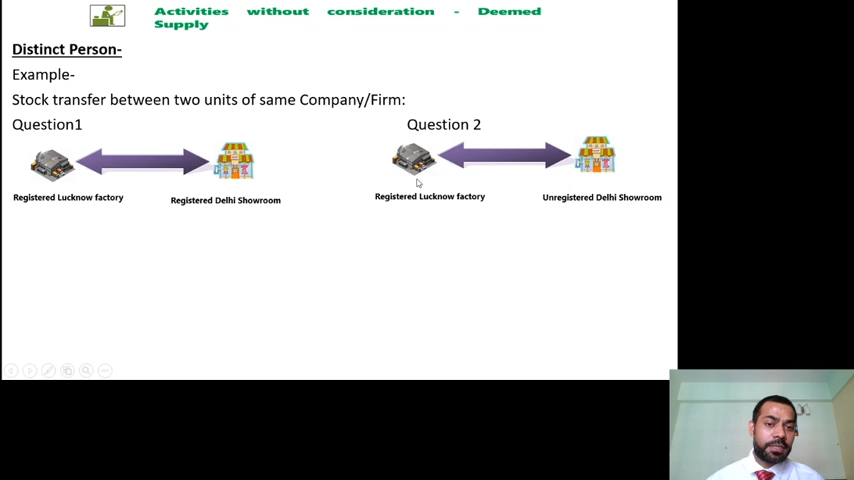 Activities without consideration - Deemed
Supply
Distinct Person-
Example-
Stock transfer between two units of same Company/Firm:
Question1
Question 2
Registered Lucknow factory
Registered Delhi Showroom
Registered Lucknow factory
Unregistered Delhi Showroom